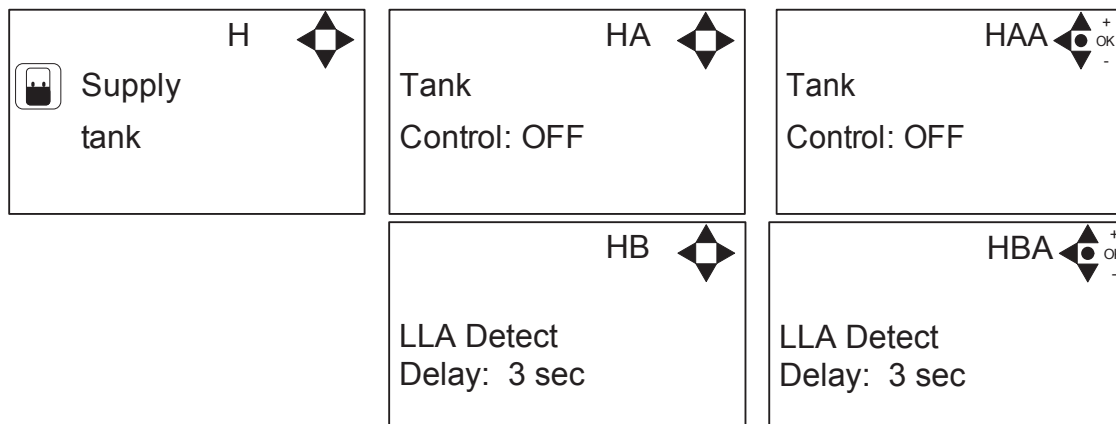 H
Supply
tank
HA
Tank
Control: OFF
HAA
+
OK
-
Tank
Control: OFF
HB
LLA Detect
Delay: 3 sec
HBA
+
-
LLA Detect
Delay: 3 sec